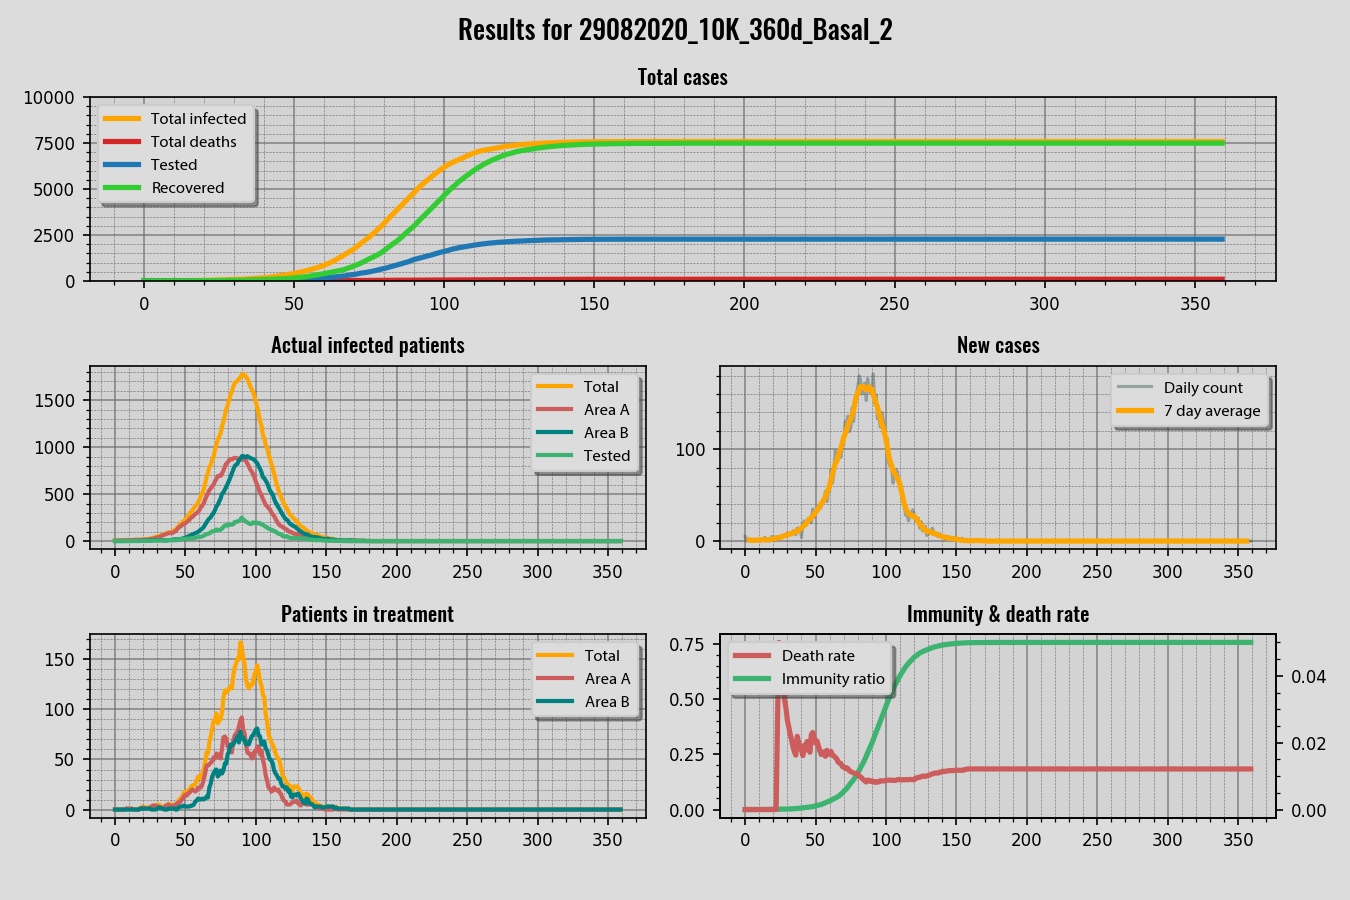 Results for 29082020_10K_360d_Basal_2
Total cases
10000
7500
5000
2500
0
Total infected
Total deaths
Tested
Recovered
0 50 100 150 200 250 300 350
Actual infected patients
1500
1000
500
0
Total
Area A
Area B
Tested
0 50 100 150 200 250 300 350
New cases
100
0
Daily count
7 day average
0 50 100 150 200 250 300 350
Patients in treatment
150
100
50
0
Total
Area A
Area B
0 50 100 150 200 250 300 350
Immunity & death rate
0.75
0.50
0.25
0.00
Death rate
Immunity ratio
0.04
0.02
0.00
0 50 100 150 200 250 300 350